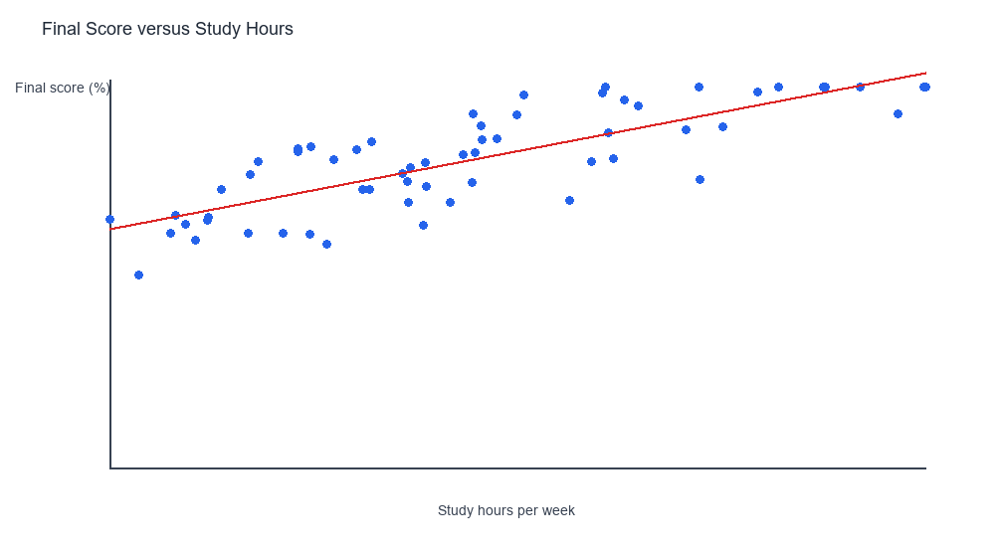 Final Score versus Study Hours
Final score (%)
Study hours per week